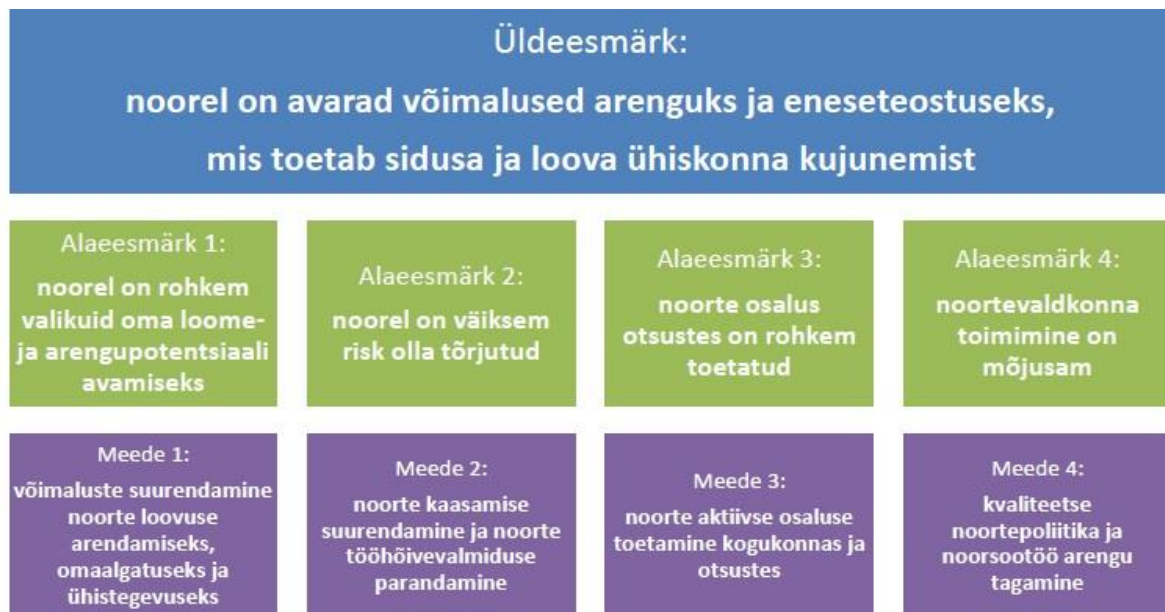 Üldeesmärk:
noorel on avarad võimalused arenguks ja eneseteostuseks,
mis toetab sidusa ja loova ühiskonna kujunemist
Alaeesmärk 1:
noorel on rohkem
valikuid oma loome-
ja arengupotentsiaali
avamiseks
Alaeesmärk 2:
noorel on väiksem
risk olla tõrjutud
Alaeesmärk 3:
noorte osalus
otsustes on rohkem
toetatud
Alaeesmärk 4:
noortevaldkonna
toimimine on
mõjusam
Meede 1:
võimaluste suurendamine
noorte loovuse
arendamiseks,
omaalgatuseks ja
ühistegevuseks
Meede 2:
noorte kaasamise
suurendamine ja noorte
tööhõivevalmiduse
parandamine
Meede 3:
noorte aktiivse osaluse
toetamine kogukonnas ja
otsustes
Meede 4:
kvaliteetse
noortepoliitika ja
noorsootöö arengu
tagamine